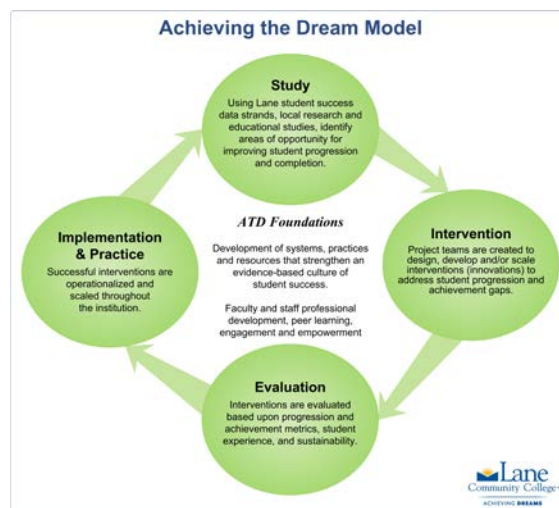 Achieving the Dream Model
Study
Using Lane student success
data strands, local research and
educational studies, identify
areas of opportunity for
improving student progression
and completion.
Intervention
Project teams are created to
design, develop and/or scale
interventions (innovations) to
address student progression and
achievement gaps.
Evaluation
Interventions are evaluated
based upon progression and
achievement metrics, student
experience, and sustainability.
Implementation
& Practice
Successful interventions are
operationalized and
scaled throughout
the institution.
ATD Foundations
Development of systems, practices
and resources that strengthen an
evidence-based culture of
student success.
Faculty and staff professional
development, peer learning,
engagement and empowerment
Lane
Community College
ACHIEVING DREAMS